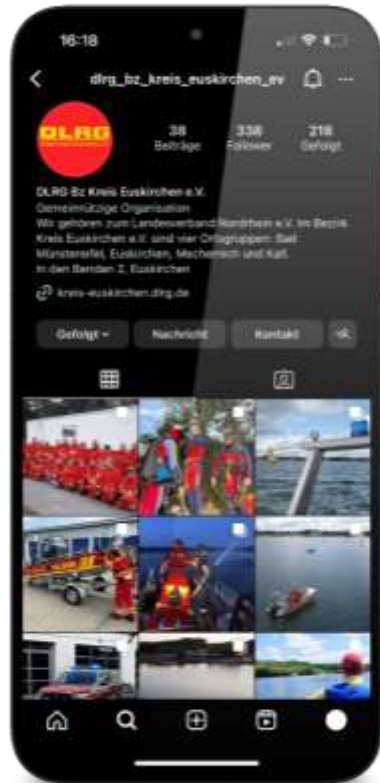 16:18
dlrg_bz_kreis_euskirchen_ev
DLRG
38 338 218
Beiträge Follower Gefolgt
DLRG Bz Kreis Euskirchen e.V.
Gemeinnützige Organisation
Wir gehören zum Landesverband Nordrhein e.V. Im Bezirk
Kreis Euskirchen e.V. sind vier Ortsgruppen: Bad
Münstereifel, Euskirchen, Mechernich und Kall.
In den Benden 2, Euskirchen
kreis-euskirchen.dlrg.de
Gefolgt Nachricht Kontakt